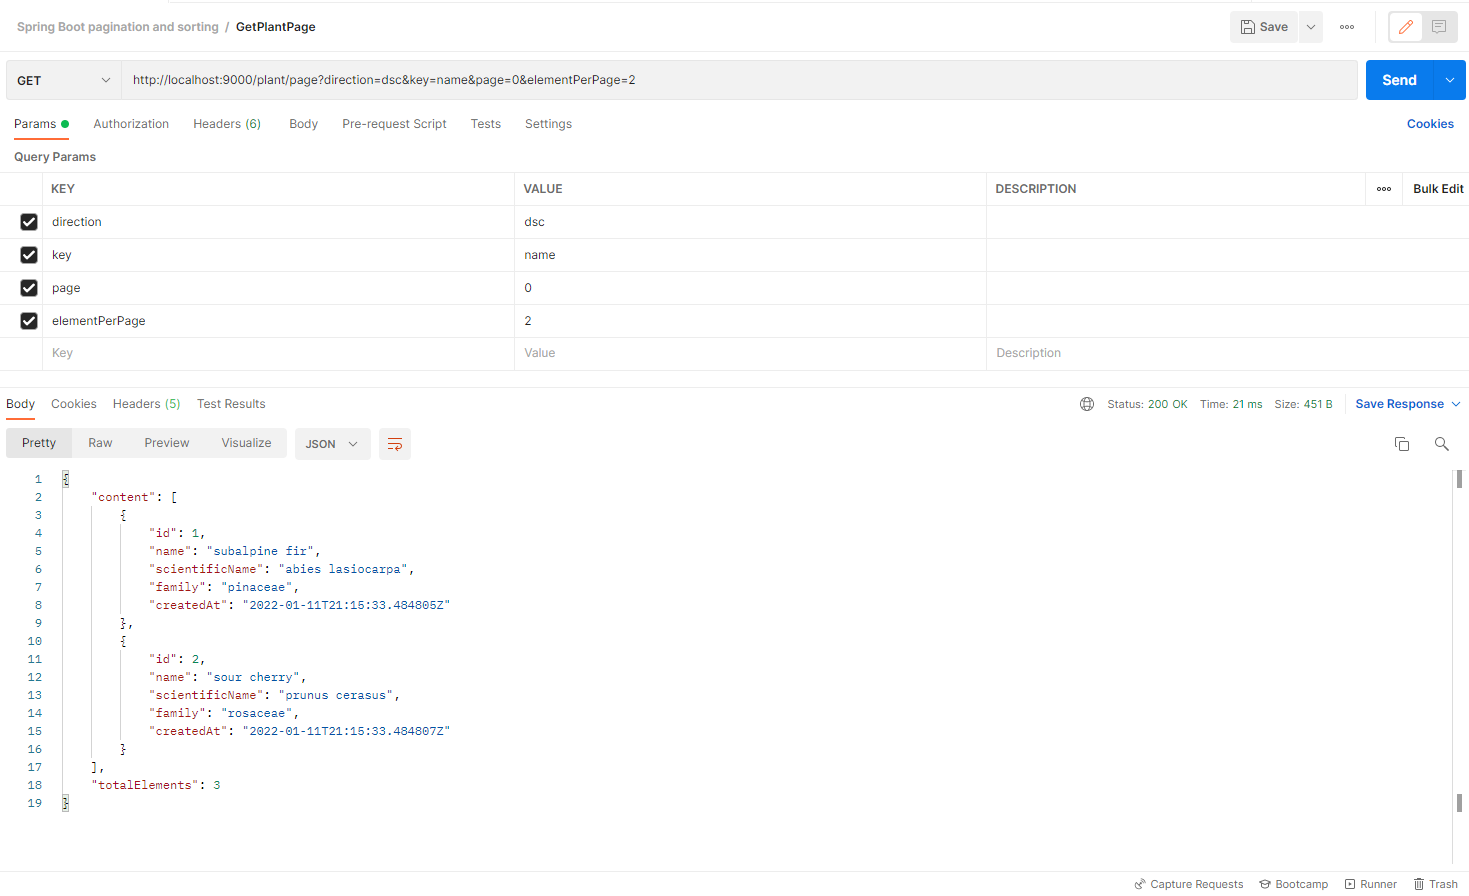 Spring Boot pagination and sorting / GetPlantPage
Save
GET http://localhost:9000/plant/page?direction=dsc&key=name&page=0&elementPerPage=2 Send
Params Authorization Headers (6) Body Pre-request Script Tests Settings Cookies
Query Params
KEY VALUE DESCRIPTION ooo Bulk Edit
direction dsc
key name
page 0
elementPerPage 2
Key Value Description
Body Cookies Headers (5) Test Results Status: 200 OK Time: 21 ms Size: 451 B Save Response
Pretty Raw Preview Visualize JSON
1 {
2 "content": [
3 {
4 "id": 1,
5 "name": "subalpine fir",
6 "scientificName": "abies lasiocarpa",
7 "family": "pinaceae",
8 "createdAt": "2022-01-11T21:15:33.484805Z"
9 },
10 {
11 "id": 2,
12 "name": "sour cherry",
13 "scientificName": "prunus cerasus",
14 "family": "rosaceae",
15 "createdAt": "2022-01-11T21:15:33.484807Z"
16 }
17 ],
18 "totalElements": 3
19 }
Capture Requests Bootcamp Runner Trash